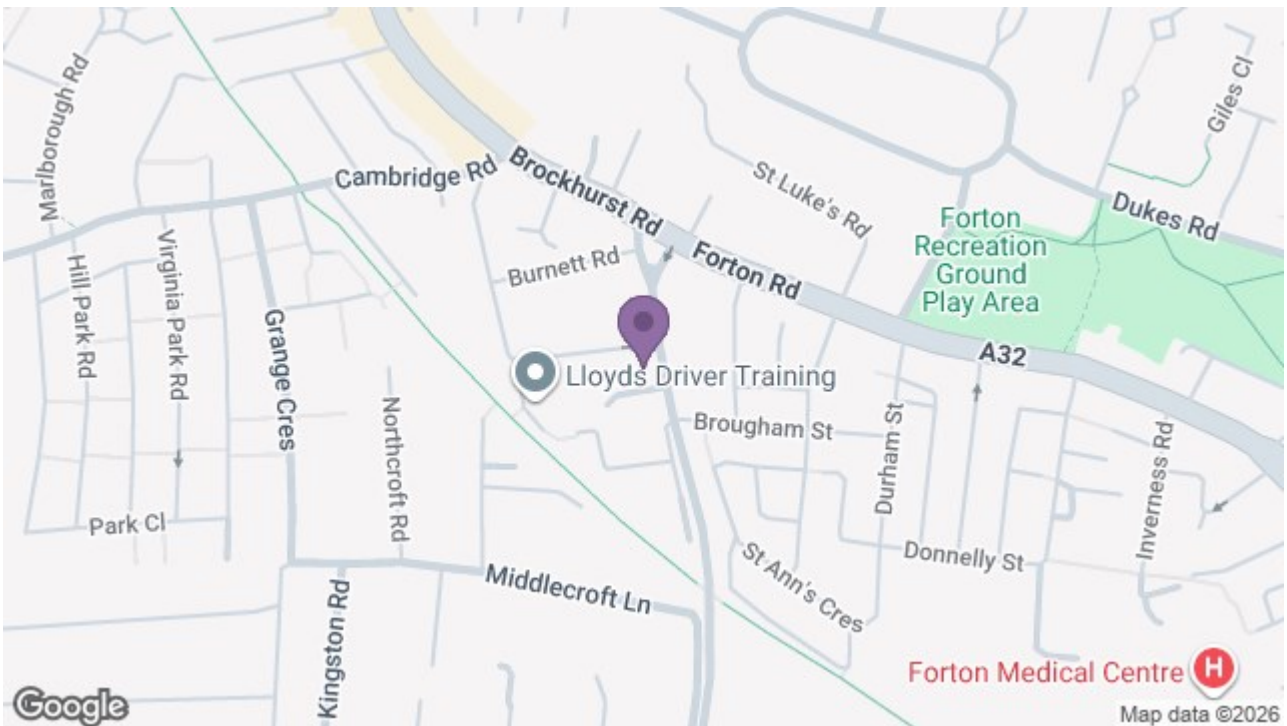 Marlborough Rd
Giles Cl
Cambridge Rd
Brockhurst Rd
St Luke's Rd
Dukes Rd
Forton
Recreation
Ground
Play Area
Burnett Rd
Forton Rd
Hill Park Rd
Virginia Park Rd
Grange Cres
A32
Lloyds Driver Training
Northcroft Rd
Brougham St
Durham St
Inverness Rd
Park Cl
Donnelly St
St Ann's Cres
Middlecroft Ln
Kingston Rd
Forton Medical Centre
H
Google
Map data ©2026